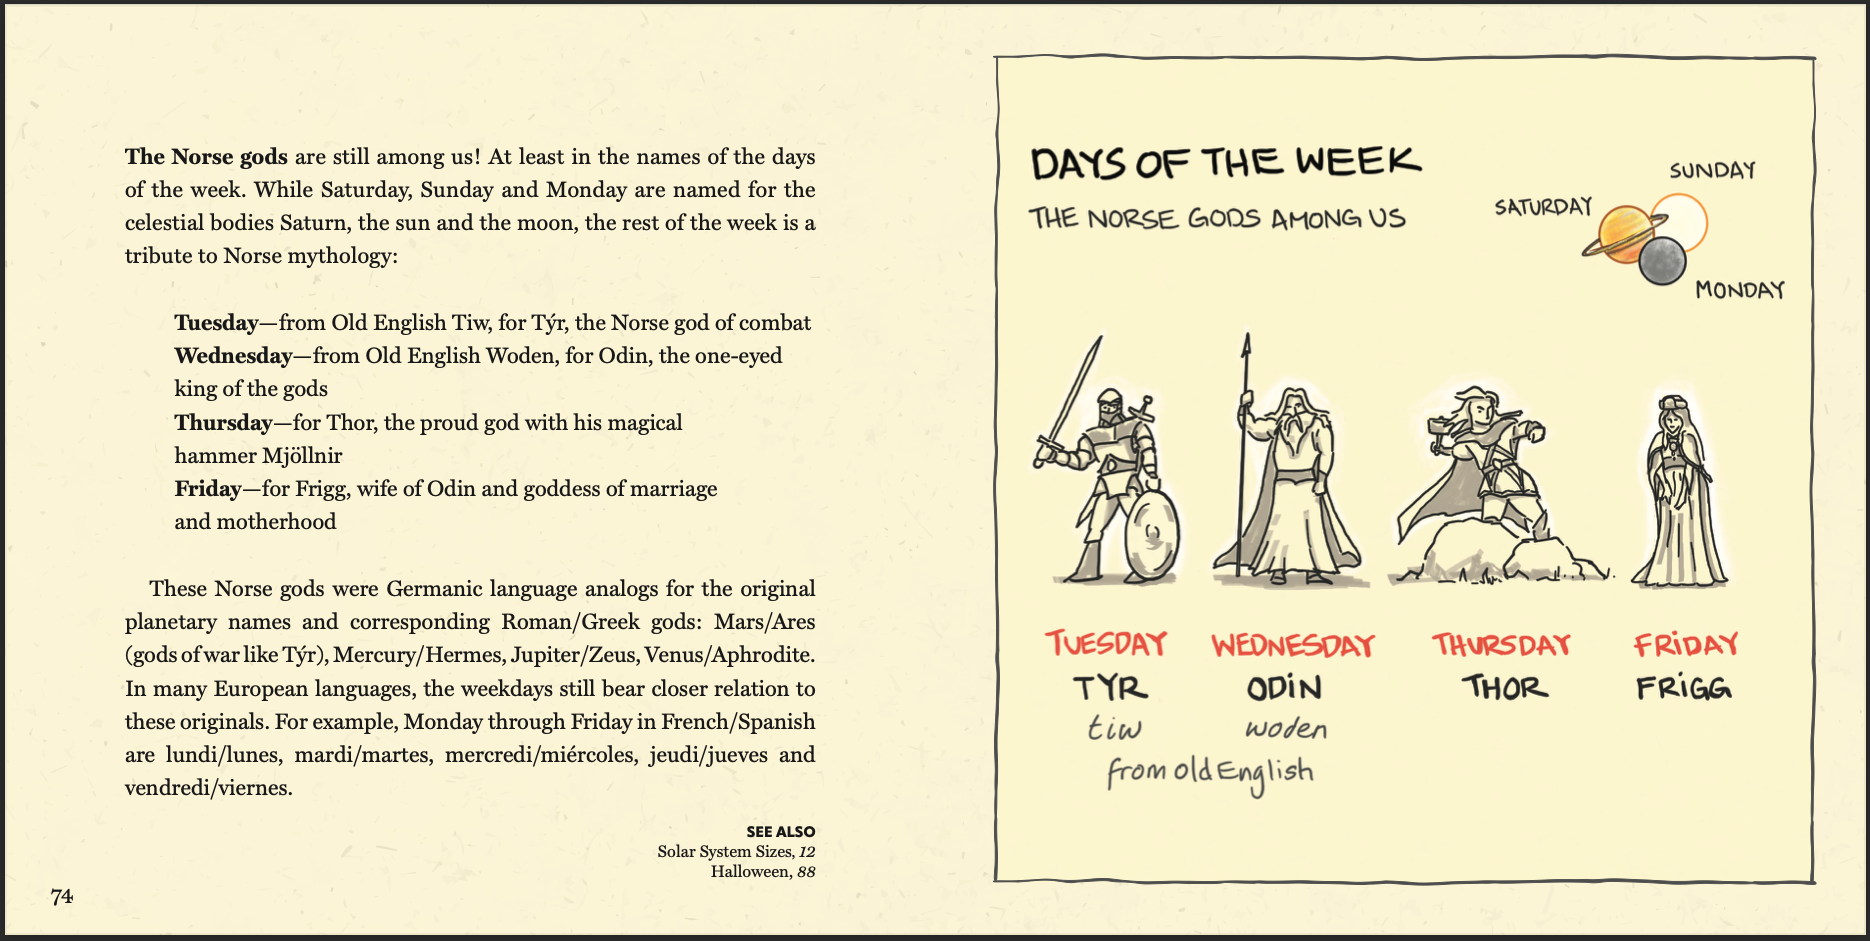 The Norse gods are still among us! At least in the names of the days
of the week. While Saturday, Sunday and Monday are named for the
celestial bodies Saturn, the sun and the moon, the rest of the week is a
tribute to Norse mythology:
Tuesday—from Old English Tiw, for Týr, the Norse god of combat
Wednesday—from Old English Woden, for Odin, the one-eyed
king of the gods
Thursday—for Thor, the proud god with his magical
hammer Mjöllnir
Friday—for Frigg, wife of Odin and goddess of marriage
and motherhood
These Norse gods were Germanic language analogs for the original
planetary names and corresponding Roman/Greek gods: Mars/Ares
(gods of war like Týr), Mercury/Hermes, Jupiter/Zeus, Venus/Aphrodite.
In many European languages, the weekdays still bear closer relation to
these originals. For example, Monday through Friday in French/Spanish
are lundi/lunes, mardi/martes, mercredi/miércoles, jeudi/jueves and
vendredi/viernes.
SEE ALSO
Solar System Sizes, 12
Halloween, 88
74
DAYS OF THE WEEK
THE NORSE GODS AMONG US
SUNDAY
SATURDAY
MONDAY
TUESDAY WEDNESDAY THURSDAY FRIDAY
TYR ODIN THOR FRIGG
tiw woden
from old English